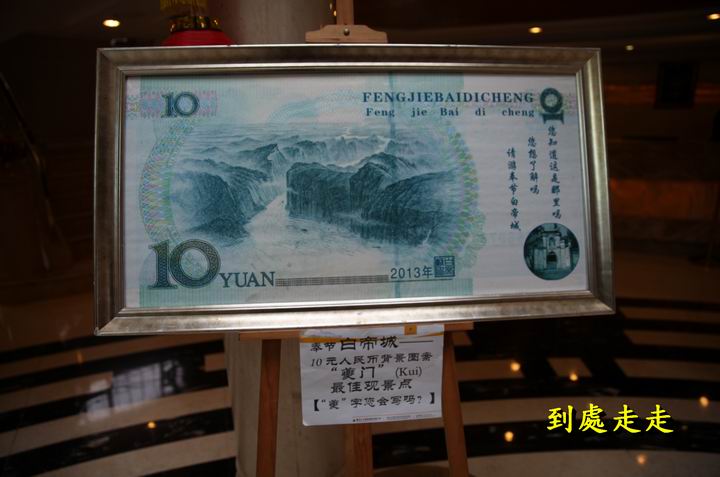 10
FENGJIEBAIDICHENG
Feng jie Bai di cheng
您知道这是那里吗
您想了解吗
请游奉节白帝城
10 YUAN
2013年
奉节白帝城——
10元人民币背景图案
“夔门” (Kui)
最佳观景点
【“夔”字您会写吗？】
到處走走